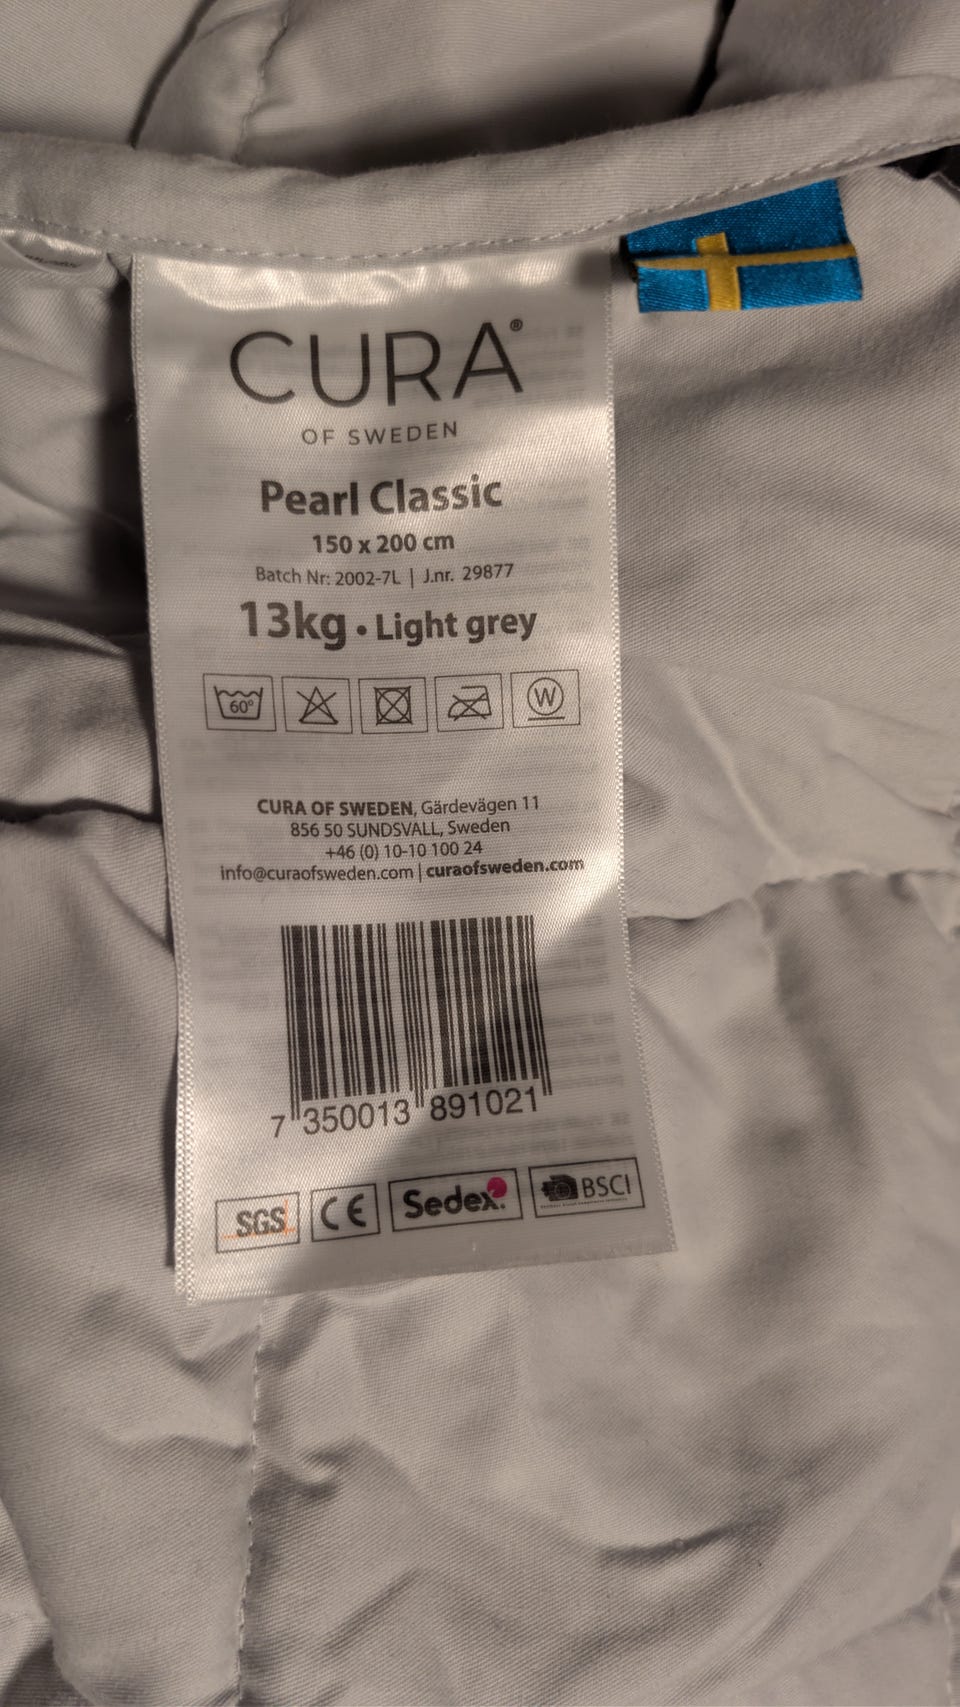 CURA®
OF SWEDEN
Pearl Classic
150 x 200 cm
Batch Nr: 2002-7L | J.nr. 29877
13kg • Light grey
60° W
CURA OF SWEDEN, Gärdevägen 11
856 50 SUNDSVALL, Sweden
+46 (0) 10-10 100 24
info@curaofsweden.com | curaofsweden.com
7 350013 891021
SGS CE Sedex. BSCI